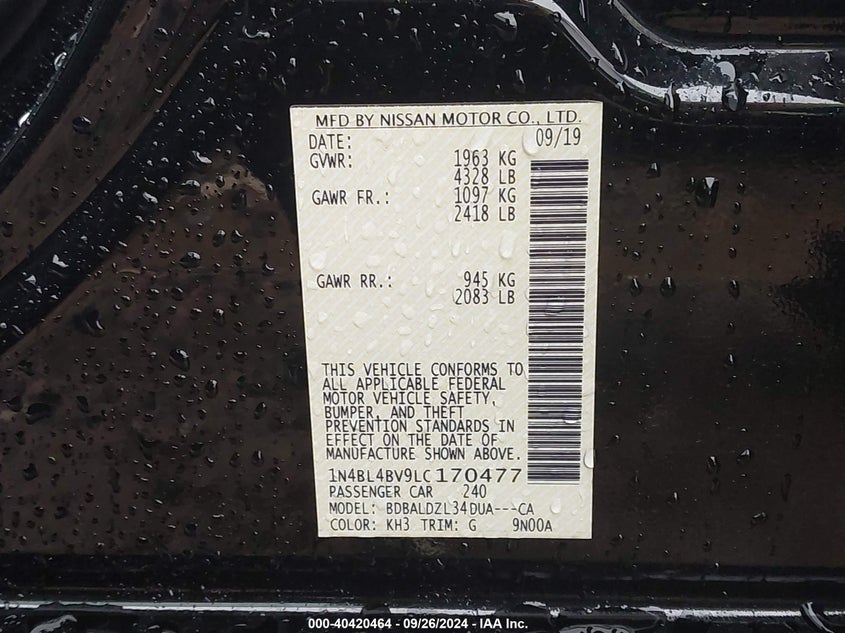 MFD BY NISSAN MOTOR CO., LTD.
DATE: 09/19
GVWR: 1963 KG
4328 LB
GAWR FR.: 1097 KG
2418 LB
GAWR RR.: 945 KG
2083 LB
THIS VEHICLE CONFORMS TO
ALL APPLICABLE FEDERAL
MOTOR VEHICLE SAFETY,
BUMPER, AND THEFT
PREVENTION STANDARDS IN
EFFECT ON THE DATE OF
MANUFACTURE SHOWN ABOVE.
1N4BL4BV9LC170477
PASSENGER CAR 240
MODEL: BDBALDZL34DUA---CA
COLOR: KH3 TRIM: G 9N00A
000-40420464 - 09/26/2024 - IAA Inc.